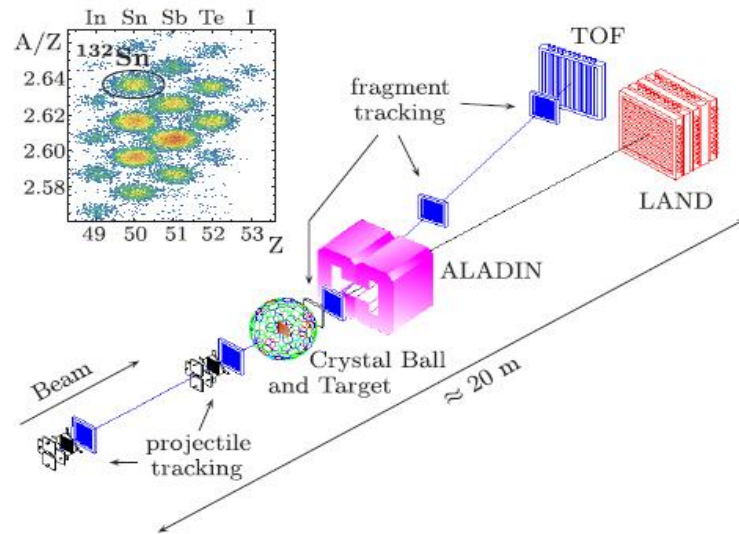 In Sn Sb Te I
A/Z
¹³²Sn
2.64
2.62
2.60
2.58
49 50 51 52 53
Z
TOF
fragment
tracking
LAND
ALADIN
Crystal Ball
and Target
Beam
≈ 20 m
projectile
tracking